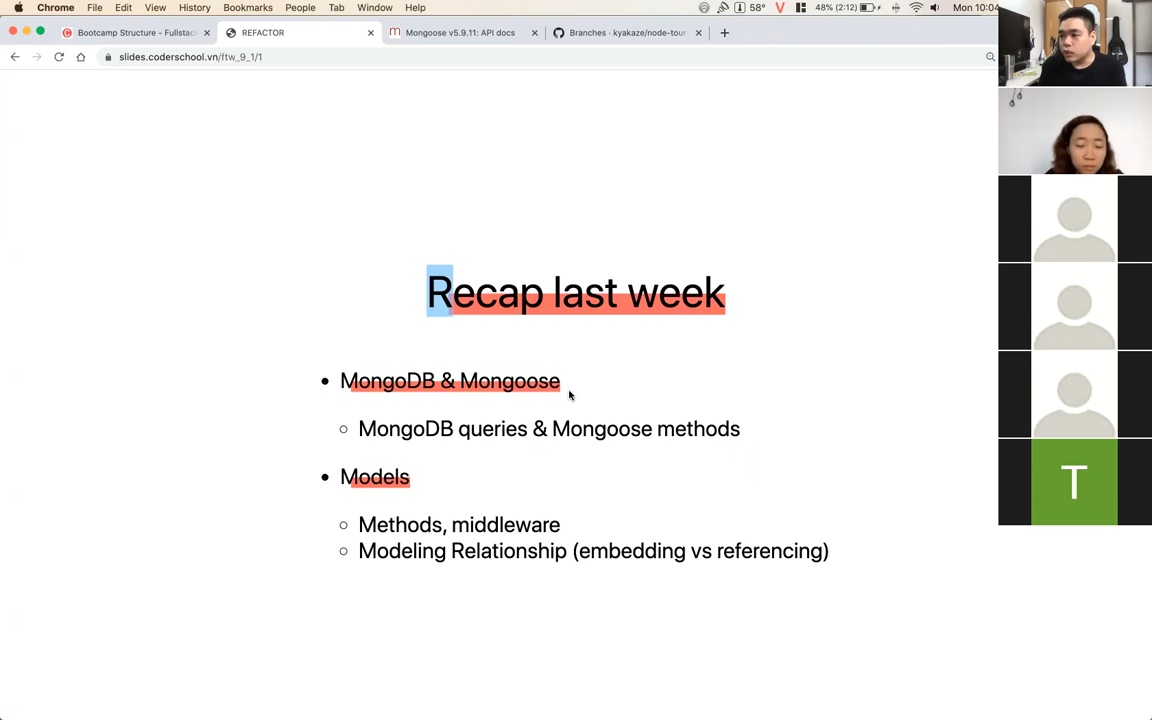 Chrome File Edit View History Bookmarks People Tab Window Help 58° 48% (2:12) Mon 10:04
Bootcamp Structure - Fullstac REFACTOR Mongoose v5.9.11: API docs Branches · kyakaze/node-tour
slides.coderschool.vn/ftw_9_1/1
Recap last week
MongoDB & Mongoose
MongoDB queries & Mongoose methods
Models
Methods, middleware
Modeling Relationship (embedding vs referencing)
T